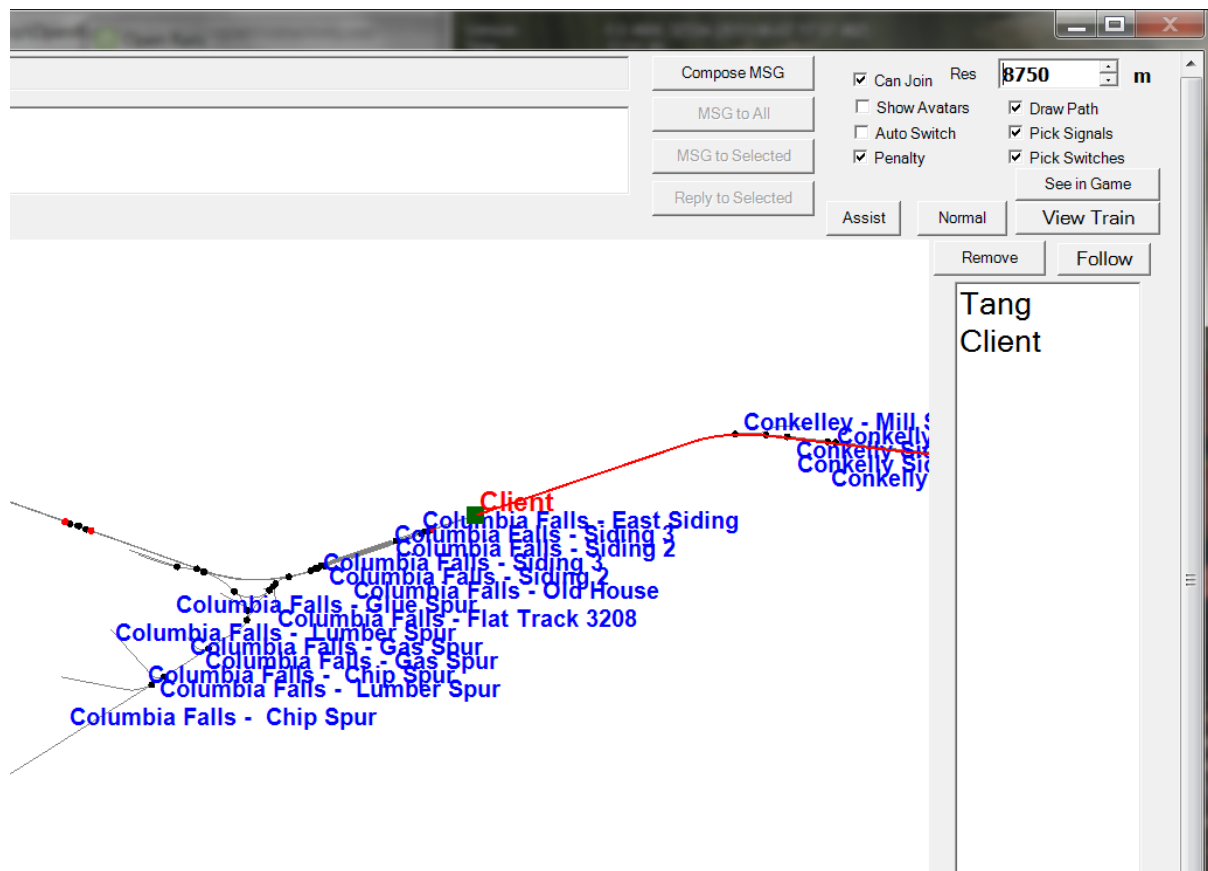 Compose MSG
MSG to All
MSG to Selected
Reply to Selected
Can Join
Res
8750
m
Show Avatars
Draw Path
Auto Switch
Pick Signals
Penalty
Pick Switches
See in Game
Assist
Normal
View Train
Remove
Follow
Tang
Client
Conkelley - Mill
Conkelly
Conkelly
Conkelly
Conkelly
Client
Columbia Falls - East Siding
Columbia Falls - Siding 3
Columbia Falls - Siding 2
Columbia Falls - Siding 3
Columbia Falls - Siding 2
Columbia Falls - Old House
Columbia Falls - Glue Spur
Columbia Falls - Flat Track 3208
Columbia Falls -  Lumber Spur
Columbia Falls - Gas Spur
Columbia Falls - Gas Spur
Columbia Falls -  Chip Spur
Columbia Falls -  Lumber Spur
Columbia Falls -  Chip Spur